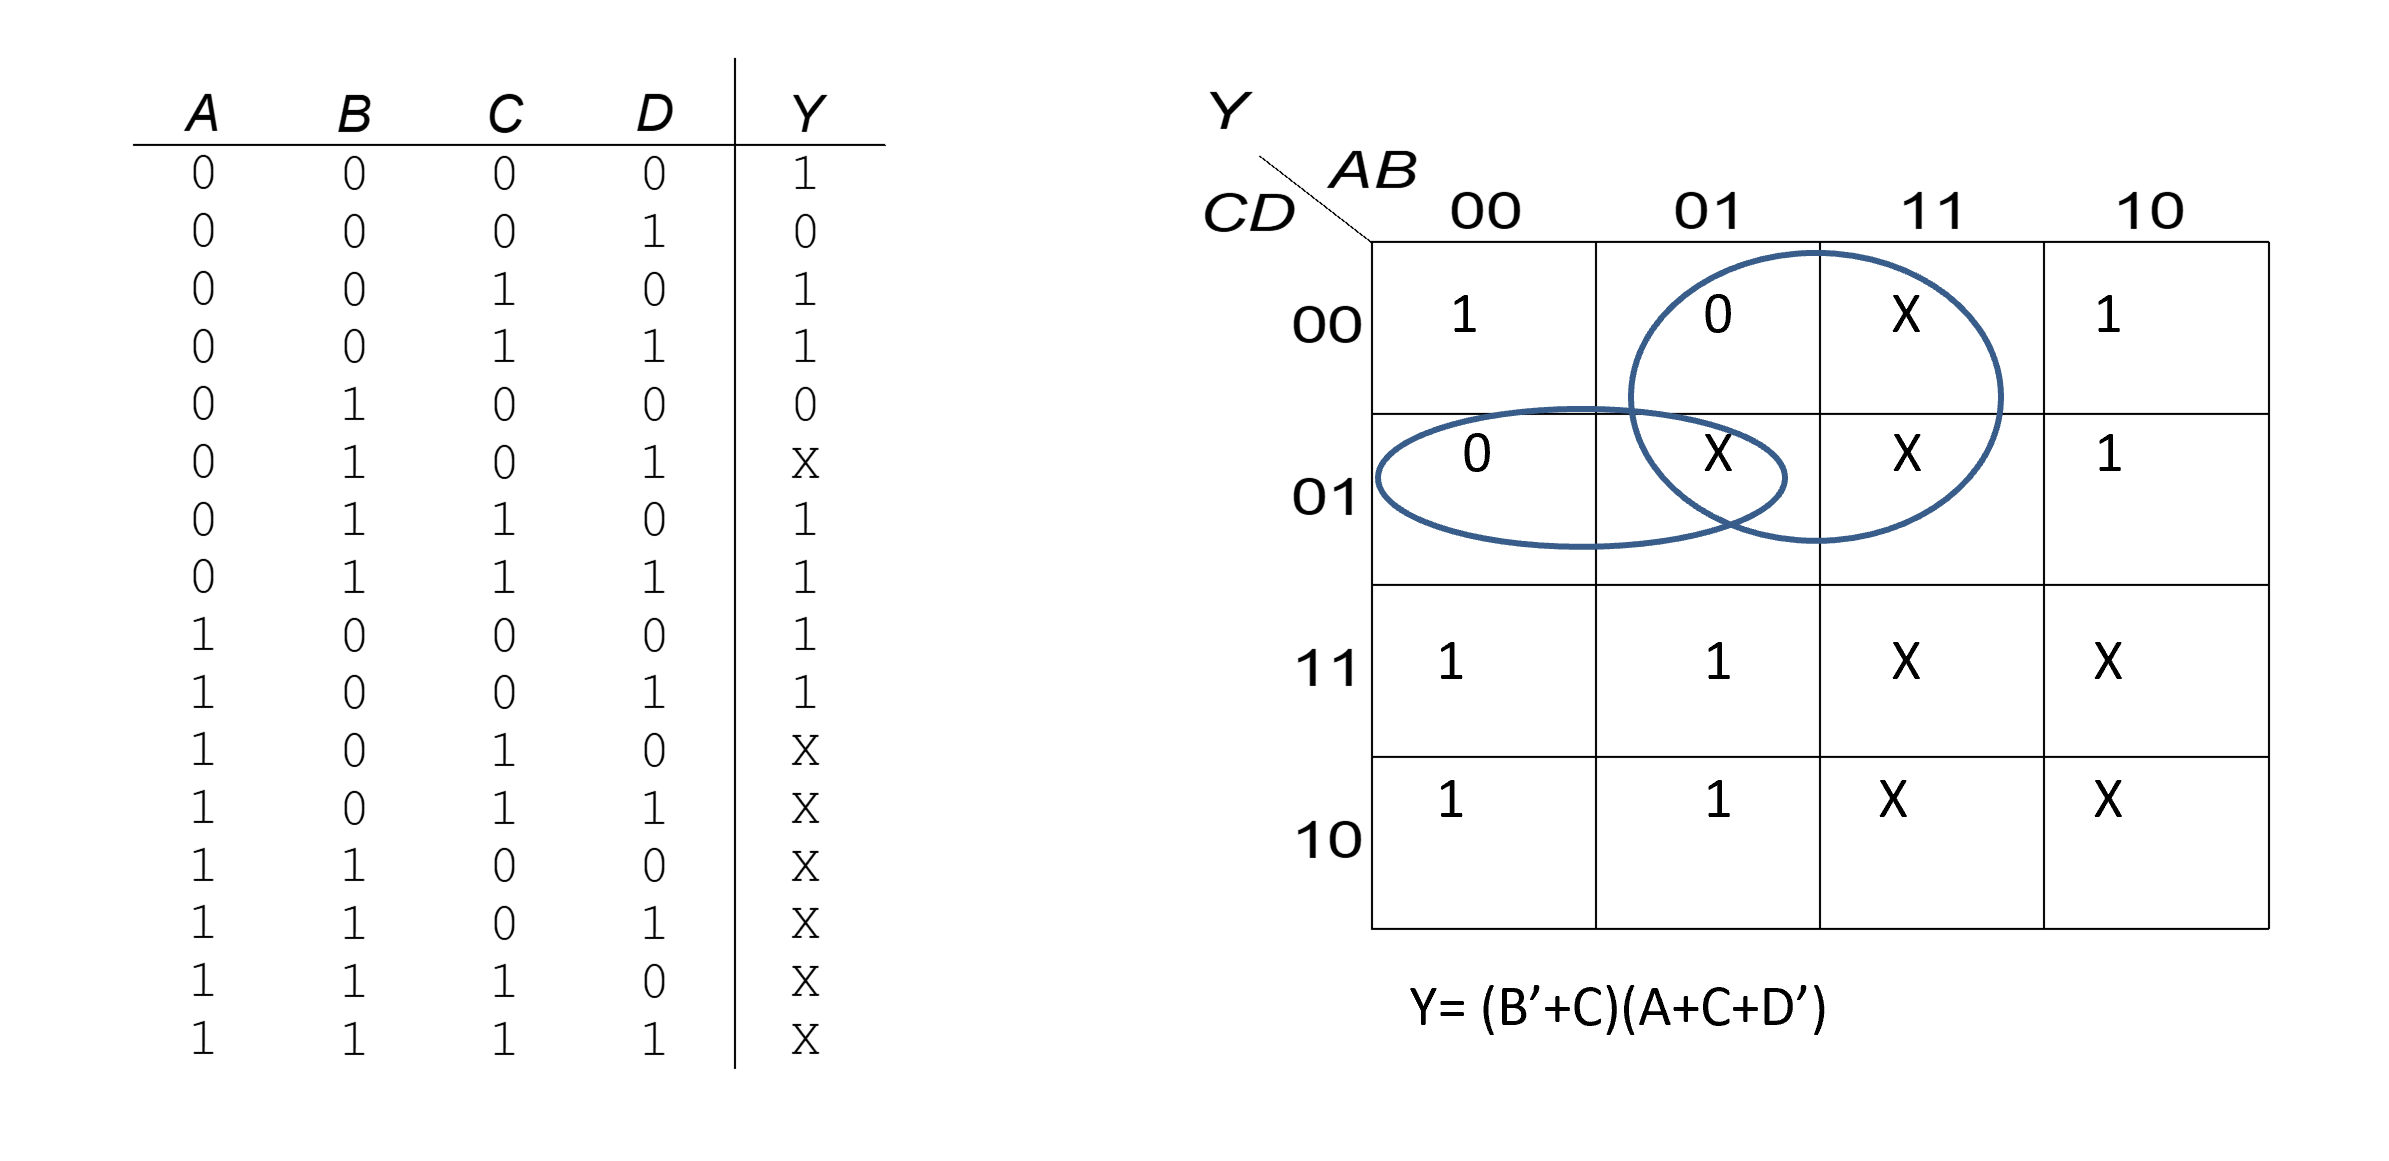 A B C D Y
0 0 0 0 1
0 0 0 1 0
0 0 1 0 1
0 0 1 1 1
0 1 0 0 0
0 1 0 1 X
0 1 1 0 1
0 1 1 1 1
1 0 0 0 1
1 0 0 1 1
1 0 1 0 X
1 0 1 1 X
1 1 0 0 X
1 1 0 1 X
1 1 1 0 X
1 1 1 1 X
Y
AB
CD 00 01 11 10
00 1 0 X 1
01 0 X X 1
11 1 1 X X
10 1 1 X X
Y= (B’+C)(A+C+D’)